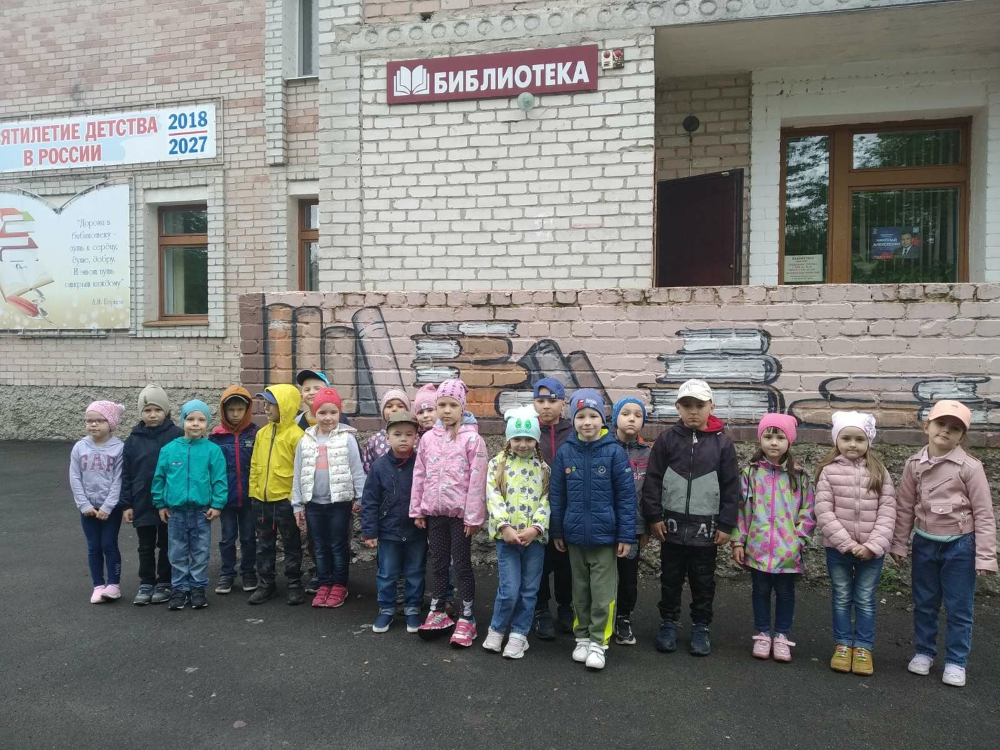 БИБЛИОТЕКА
ЯТИЛЕТИЕ ДЕТСТВА
В РОССИИ
2018
2027
"Дорога в
библиотеку –
путь к сердцу,
душе, добру.
И этот путь
открыт каждому"
А.И. Герцен
НИКОЛАЙ
АЛЕКСЕЕНКО
БИБЛИОТЕКА
GAP